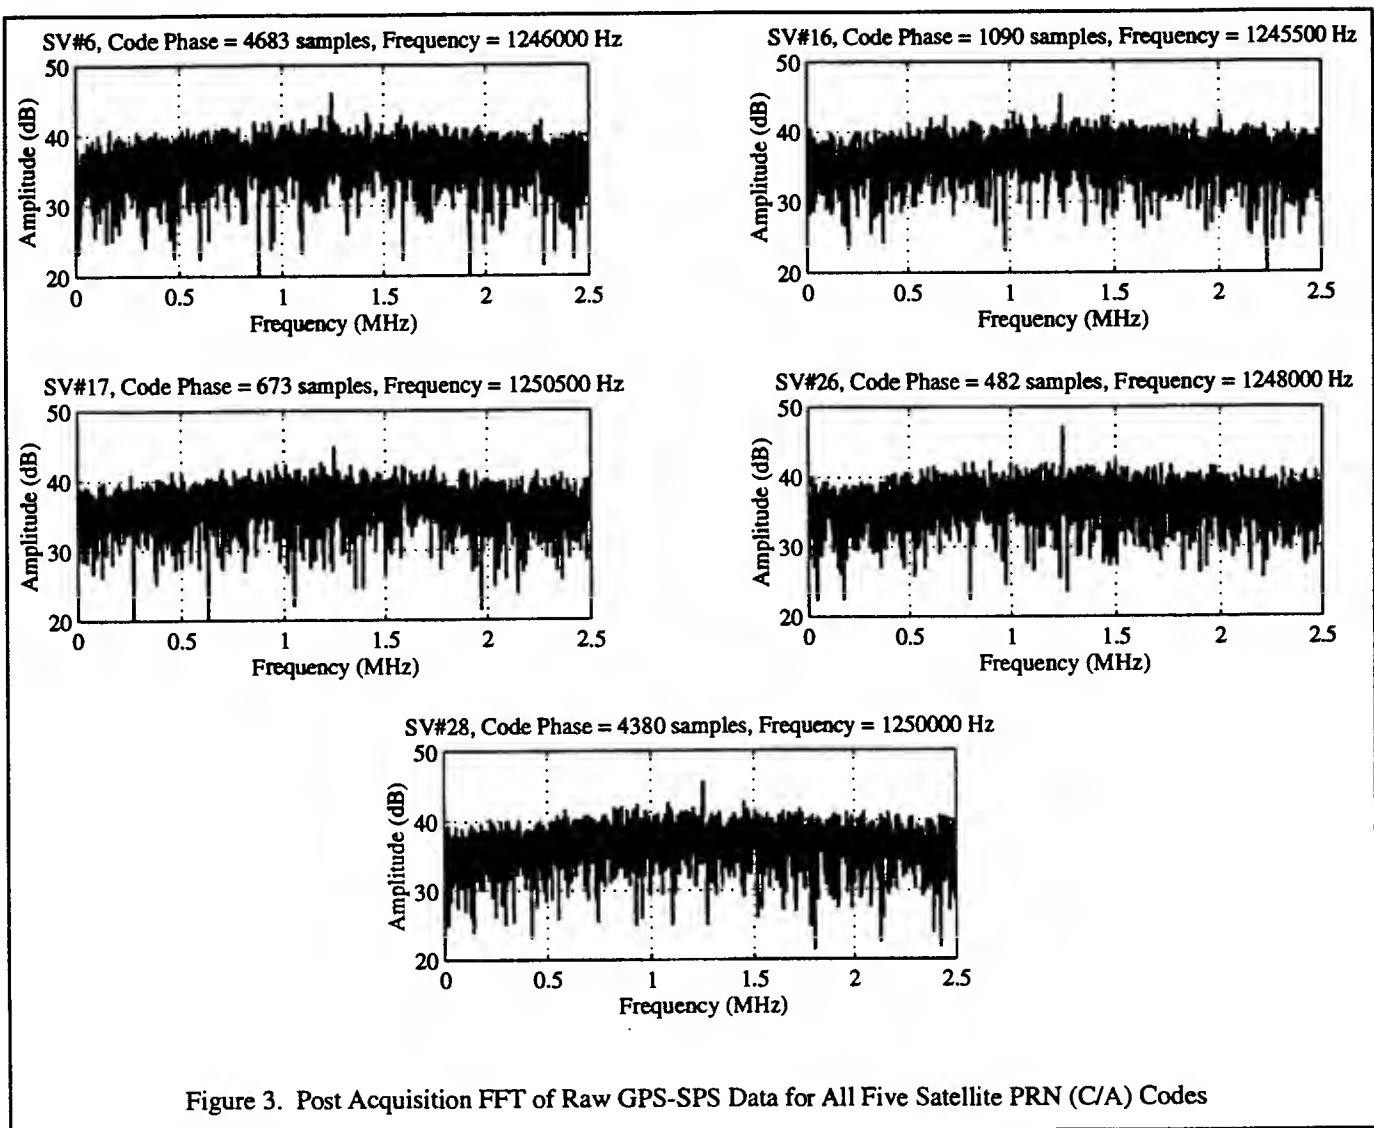 SV#6, Code Phase = 4683 samples, Frequency = 1246000 Hz
50
40
30
20
Amplitude (dB)
0 0.5 1 1.5 2 2.5
Frequency (MHz)
SV#16, Code Phase = 1090 samples, Frequency = 1245500 Hz
50
40
30
20
Amplitude (dB)
0 0.5 1 1.5 2 2.5
Frequency (MHz)
SV#17, Code Phase = 673 samples, Frequency = 1250500 Hz
50
40
30
20
Amplitude (dB)
0 0.5 1 1.5 2 2.5
Frequency (MHz)
SV#26, Code Phase = 482 samples, Frequency = 1248000 Hz
50
40
30
20
Amplitude (dB)
0 0.5 1 1.5 2 2.5
Frequency (MHz)
SV#28, Code Phase = 4380 samples, Frequency = 1250000 Hz
50
40
30
20
Amplitude (dB)
0 0.5 1 1.5 2 2.5
Frequency (MHz)
Figure 3. Post Acquisition FFT of Raw GPS-SPS Data for All Five Satellite PRN (C/A) Codes